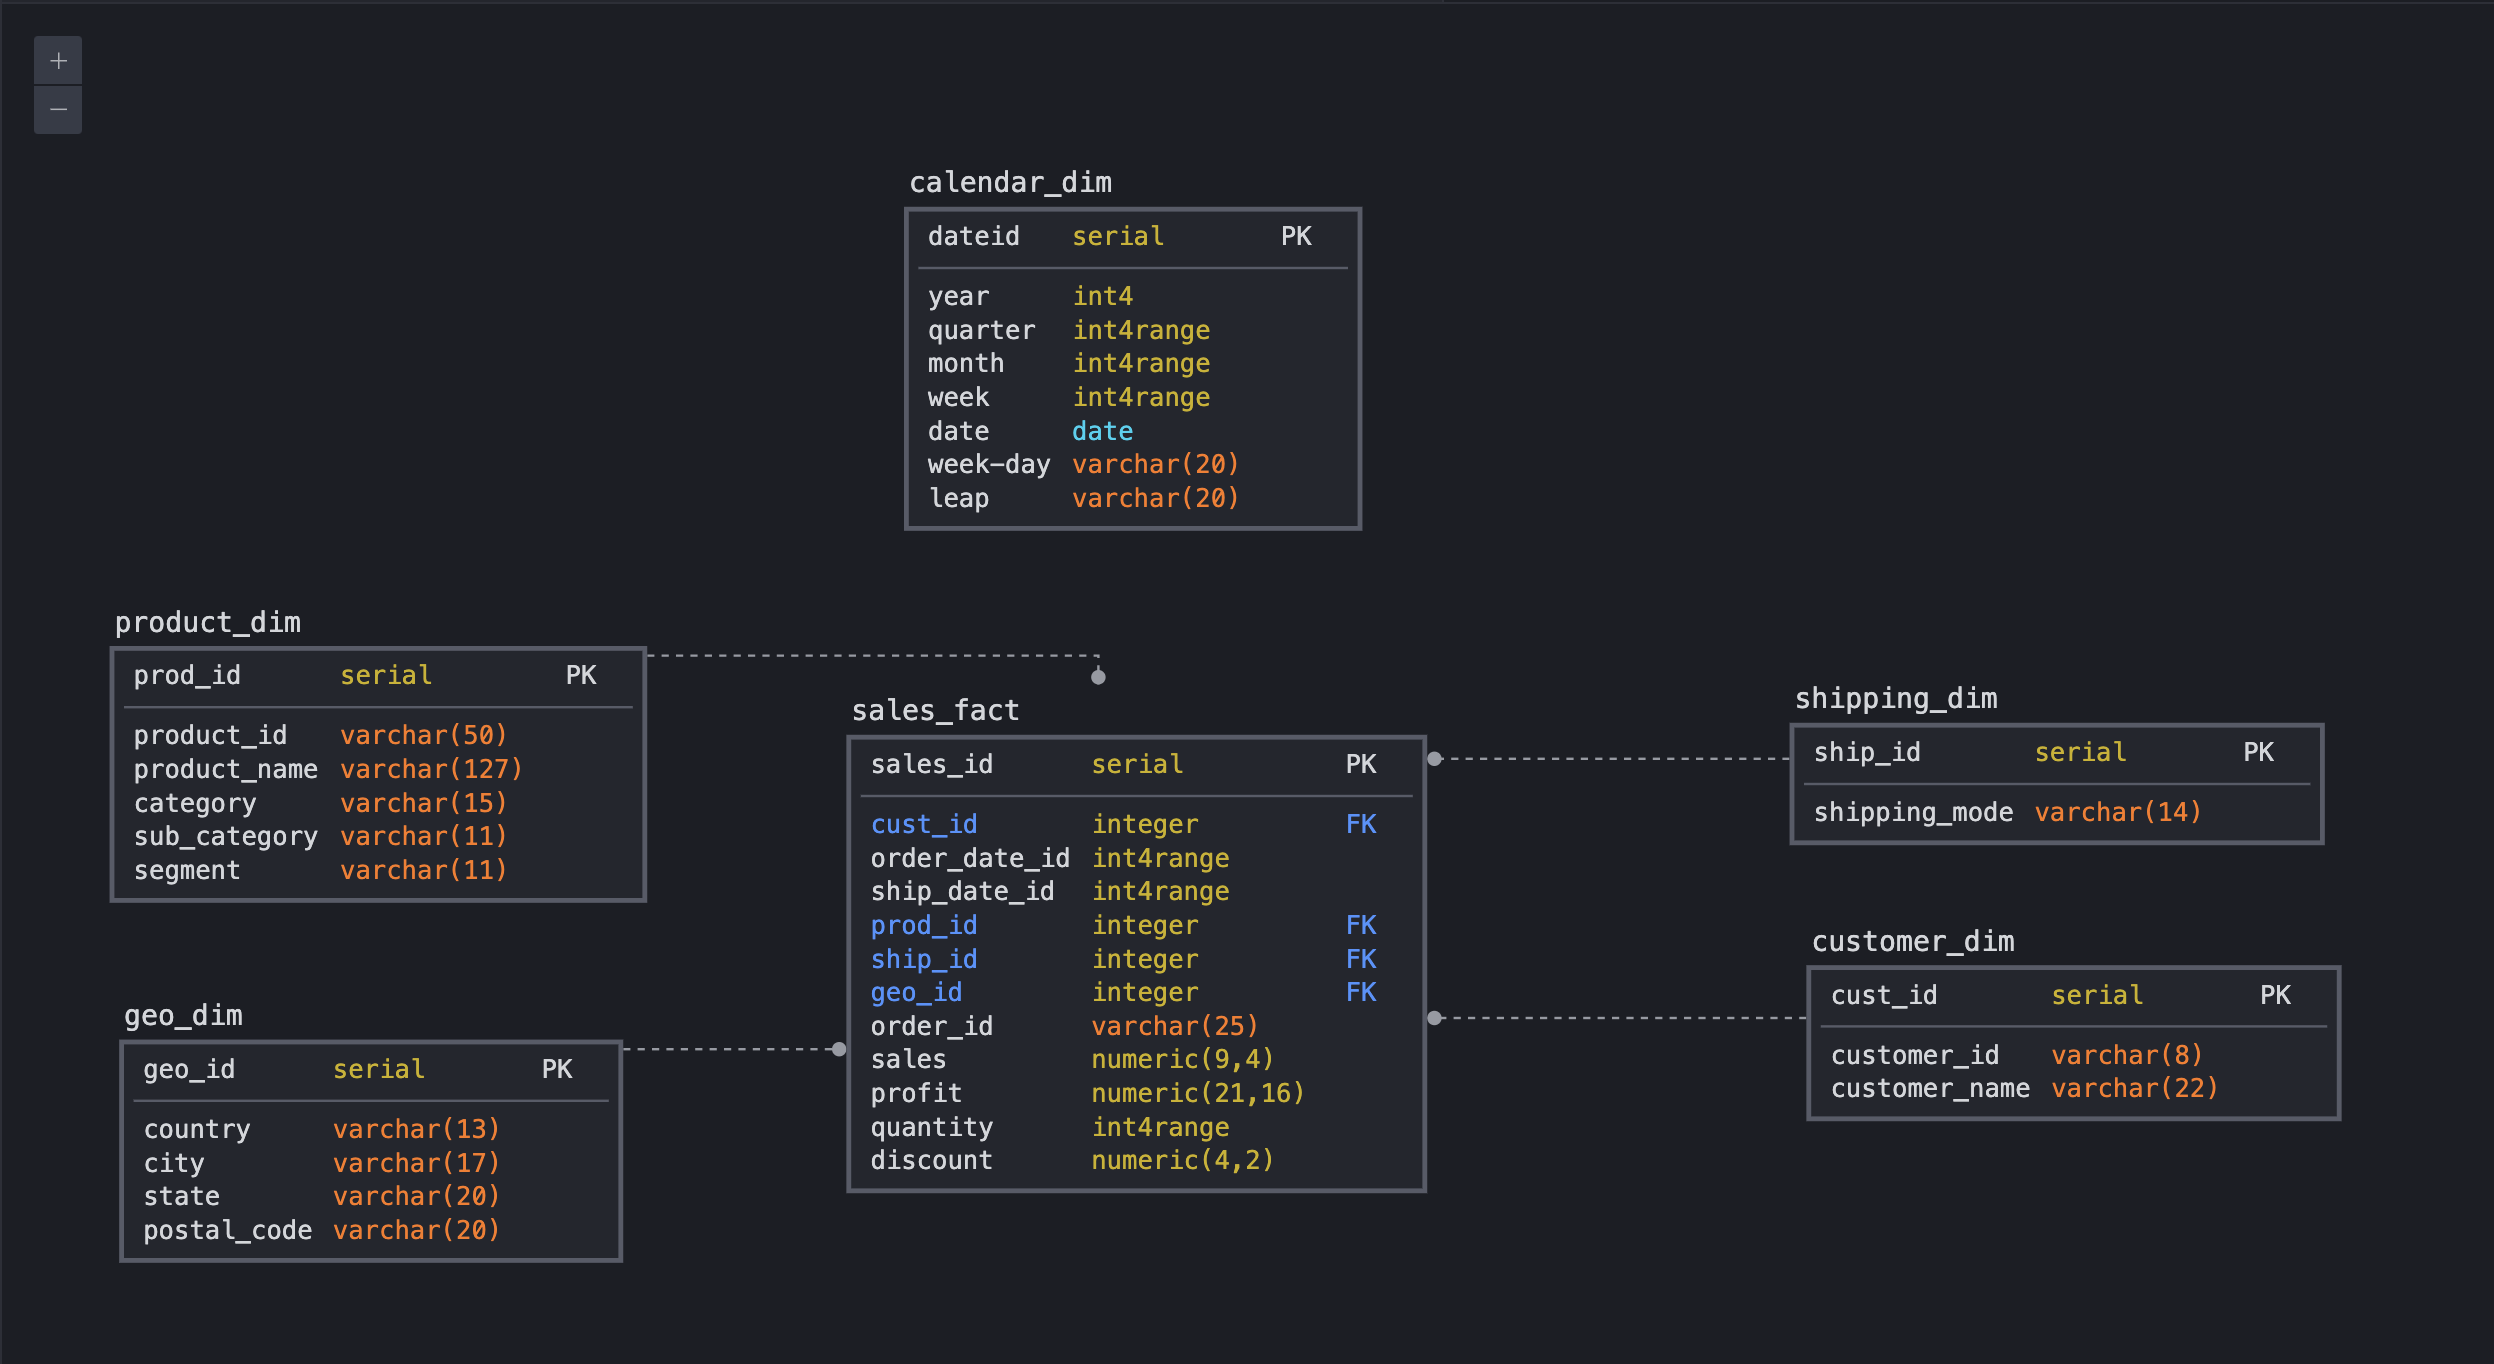 +
−
calendar_dim
dateid serial PK
year int4
quarter int4range
month int4range
week int4range
date date
week-day varchar(20)
leap varchar(20)
product_dim
prod_id serial PK
product_id varchar(50)
product_name varchar(127)
category varchar(15)
sub_category varchar(11)
segment varchar(11)
sales_fact
sales_id serial PK
cust_id integer FK
order_date_id int4range
ship_date_id int4range
prod_id integer FK
ship_id integer FK
geo_id integer FK
order_id varchar(25)
sales numeric(9,4)
profit numeric(21,16)
quantity int4range
discount numeric(4,2)
shipping_dim
ship_id serial PK
shipping_mode varchar(14)
customer_dim
cust_id serial PK
customer_id varchar(8)
customer_name varchar(22)
geo_dim
geo_id serial PK
country varchar(13)
city varchar(17)
state varchar(20)
postal_code varchar(20)